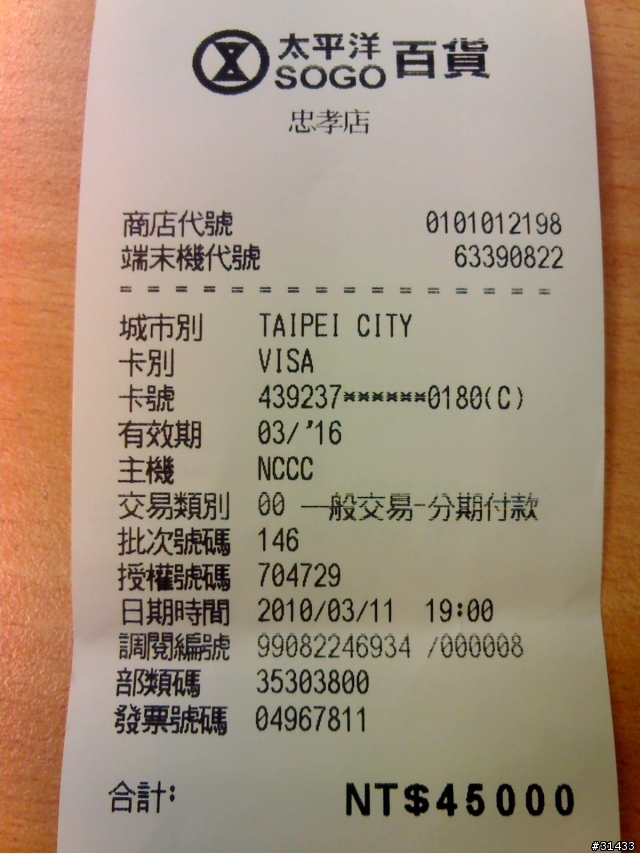 太平洋
SOGO 百貨
忠孝店
商店代號 0101012198
端末機代號 63390822
城市別 TAIPEI CITY
卡別 VISA
卡號 439237******0180(C)
有效期 03/'16
主機 NCCC
交易類別 00 一般交易-分期付款
批次號碼 146
授權號碼 704729
日期時間 2010/03/11 19:00
調閱編號 99082246934 /000008
部類碼 35303800
發票號碼 04967811
合計: NT$45000
#31433